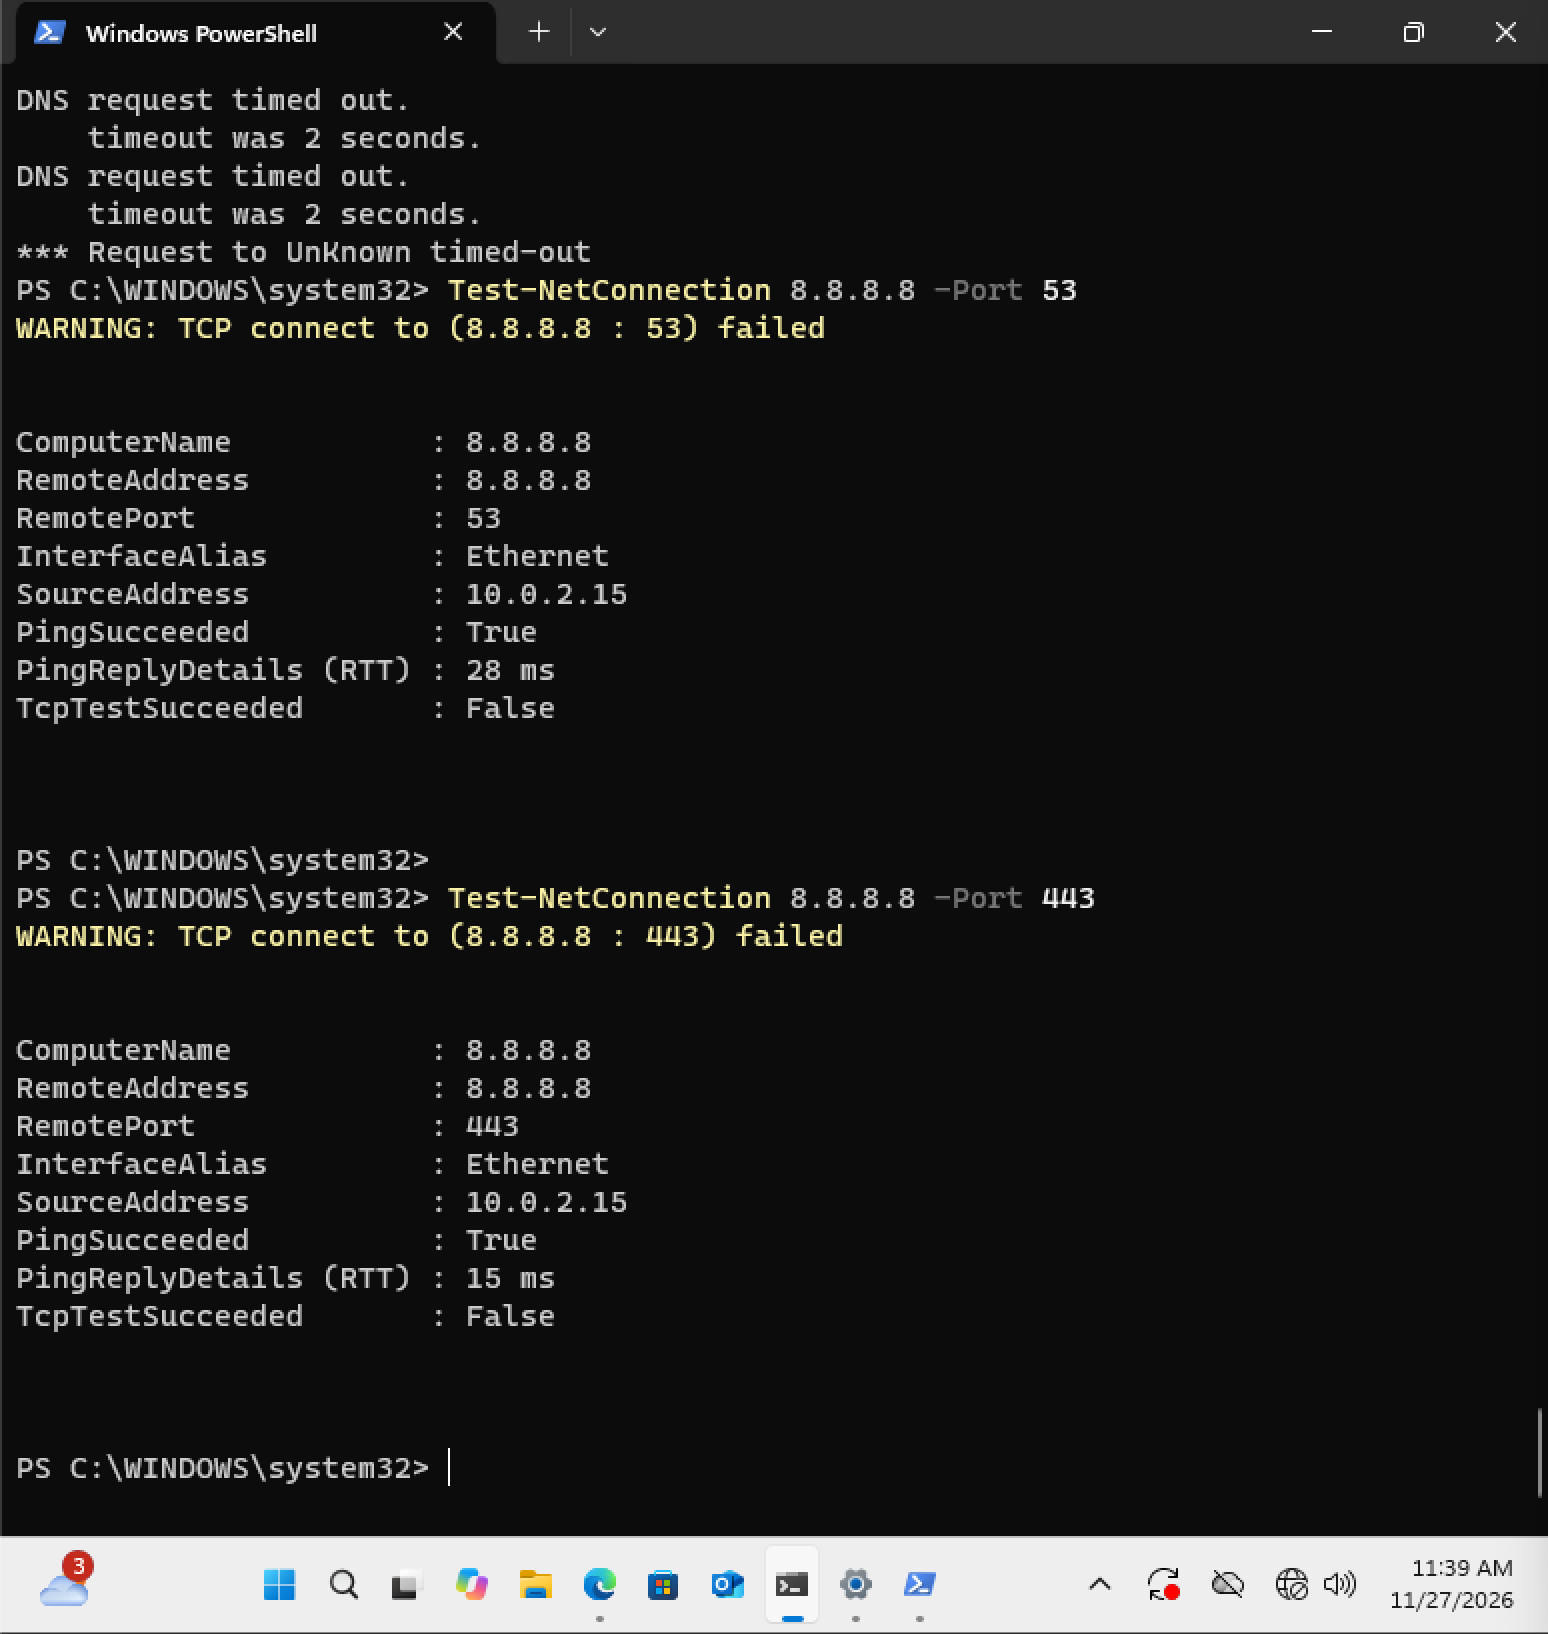 Windows PowerShell
DNS request timed out.
    timeout was 2 seconds.
DNS request timed out.
    timeout was 2 seconds.
*** Request to UnKnown timed-out
PS C:\WINDOWS\system32> Test-NetConnection 8.8.8.8 -Port 53
WARNING: TCP connect to (8.8.8.8 : 53) failed
ComputerName           : 8.8.8.8
RemoteAddress          : 8.8.8.8
RemotePort             : 53
InterfaceAlias         : Ethernet
SourceAddress          : 10.0.2.15
PingSucceeded          : True
PingReplyDetails (RTT) : 28 ms
TcpTestSucceeded       : False
PS C:\WINDOWS\system32>
PS C:\WINDOWS\system32> Test-NetConnection 8.8.8.8 -Port 443
WARNING: TCP connect to (8.8.8.8 : 443) failed
ComputerName           : 8.8.8.8
RemoteAddress          : 8.8.8.8
RemotePort             : 443
InterfaceAlias         : Ethernet
SourceAddress          : 10.0.2.15
PingSucceeded          : True
PingReplyDetails (RTT) : 15 ms
TcpTestSucceeded       : False
PS C:\WINDOWS\system32>
3
11:39 AM
11/27/2026